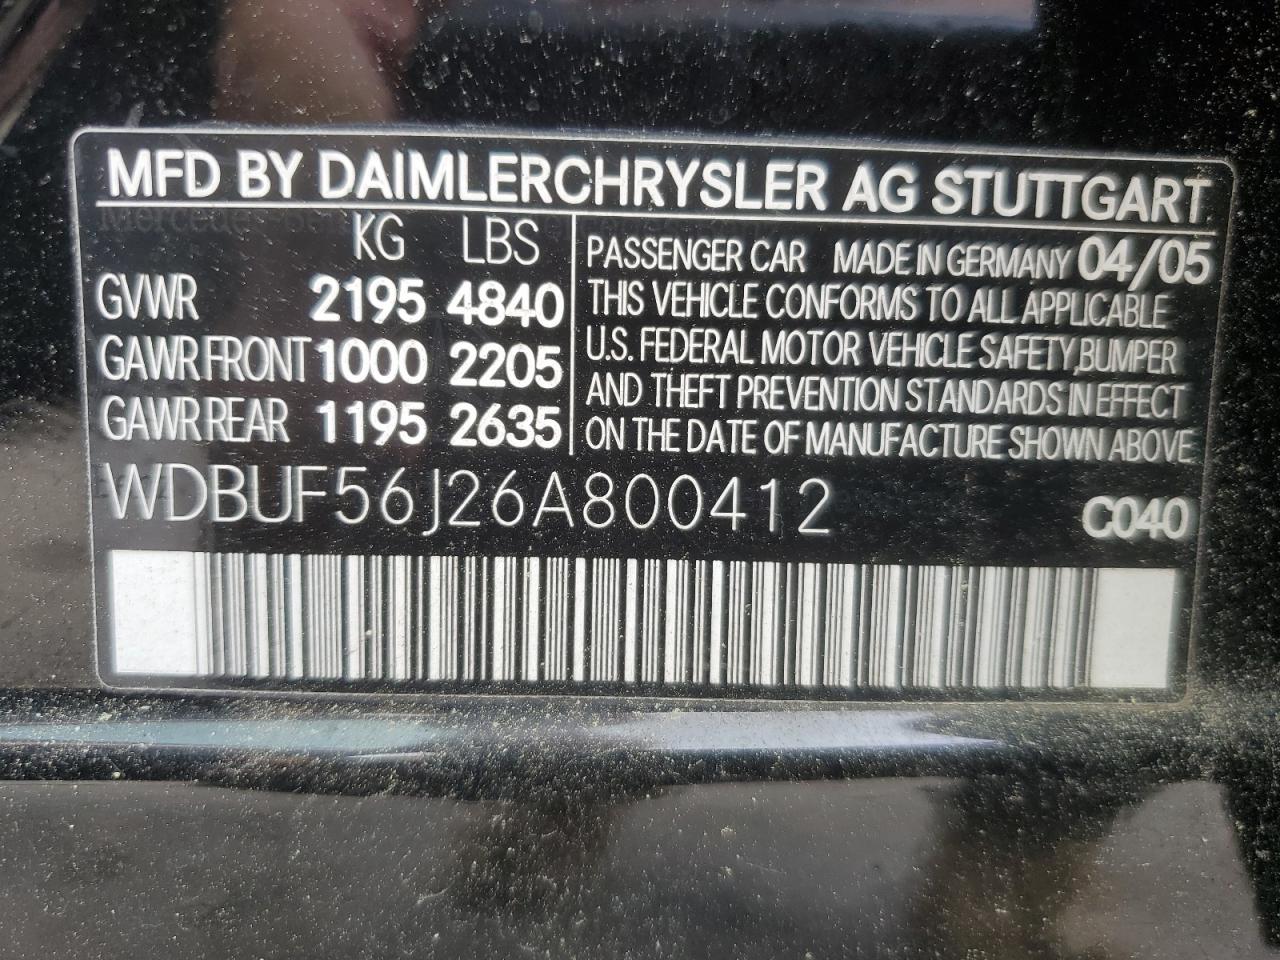 MFD BY DAIMLERCHRYSLER AG STUTTGART
KG LBS
GVWR 2195 4840
GAWR FRONT 1000 2205
GAWR REAR 1195 2635
PASSENGER CAR MADE IN GERMANY 04/05
THIS VEHICLE CONFORMS TO ALL APPLICABLE
U.S. FEDERAL MOTOR VEHICLE SAFETY, BUMPER
AND THEFT PREVENTION STANDARDS IN EFFECT
ON THE DATE OF MANUFACTURE SHOWN ABOVE.
WDBUF56J26A800412 C040